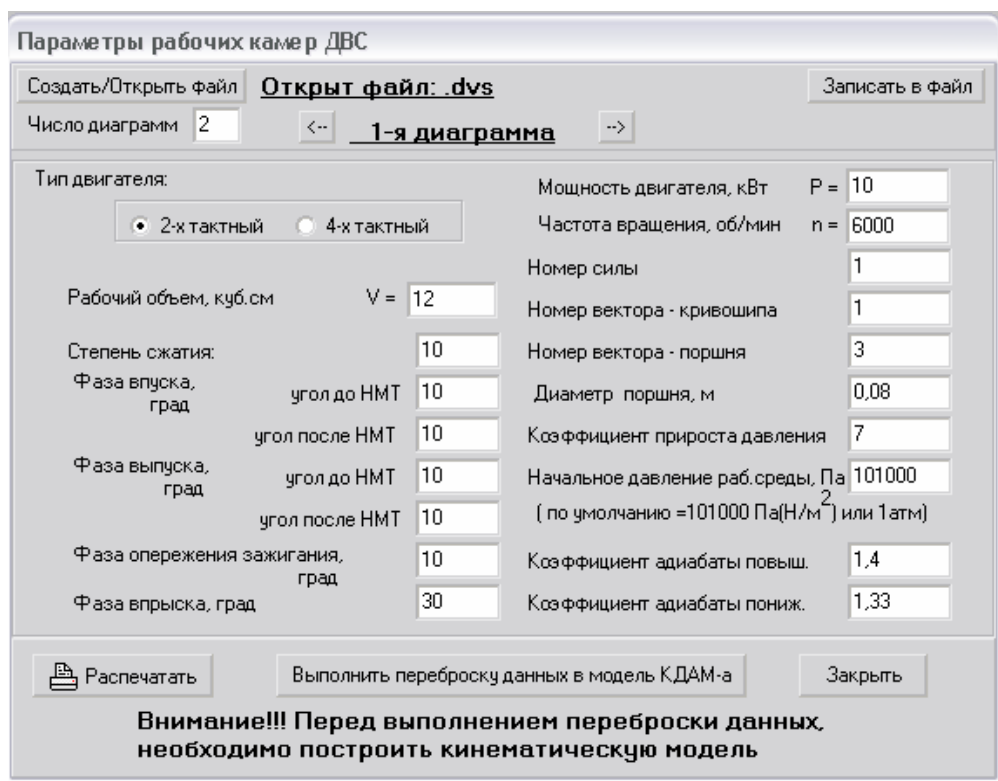 Параметры рабочих камер ДВС
Создать/Открыть файл Открыт файл: .dvs Записать в файл
Число диаграмм 2 <-- 1-я диаграмма -->
Тип двигателя:
2-х тактный 4-х тактный
Рабочий объем, куб.см V = 12
Степень сжатия: 10
Фаза впуска, град угол до НМТ 10
угол после НМТ 10
Фаза выпуска, град угол до НМТ 10
угол после НМТ 10
Фаза опережения зажигания, град 10
Фаза впрыска, град 30
Мощность двигателя, кВт P = 10
Частота вращения, об/мин n = 6000
Номер силы 1
Номер вектора - кривошипа 1
Номер вектора - поршня 3
Диаметр поршня, м 0,08
Коэффициент прироста давления 7
Начальное давление раб.среды, Па 101000
( по умолчанию =101000 Па(Н/м2) или 1атм)
Коэффициент адиабаты повыш. 1,4
Коэффициент адиабаты пониж. 1,33
Распечатать Выполнить переброску данных в модель КДАМ-а Закрыть
Внимание!!! Перед выполнением переброски данных,
необходимо построить кинематическую модель